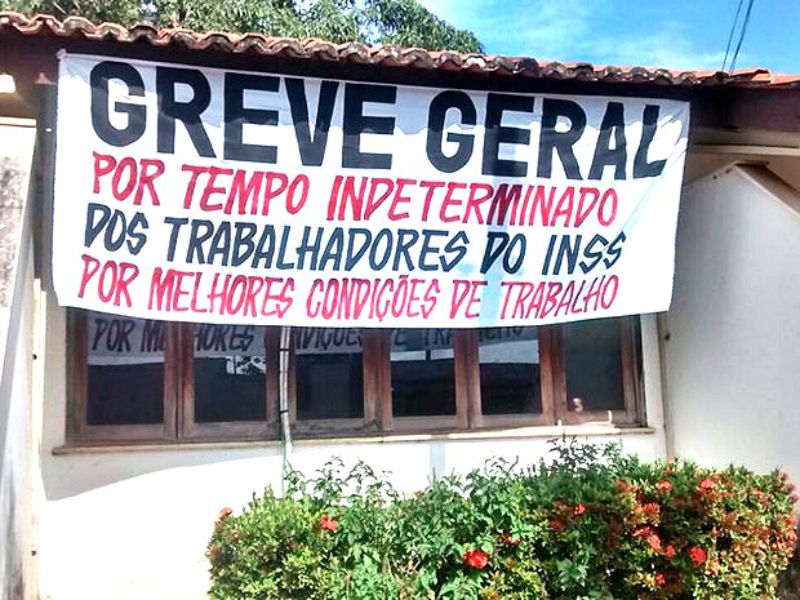 GREVE GERAL
POR TEMPO INDETERMINADO
DOS TRABALHADORES DO INSS
POR MELHORES CONDIÇÕES DE TRABALHO